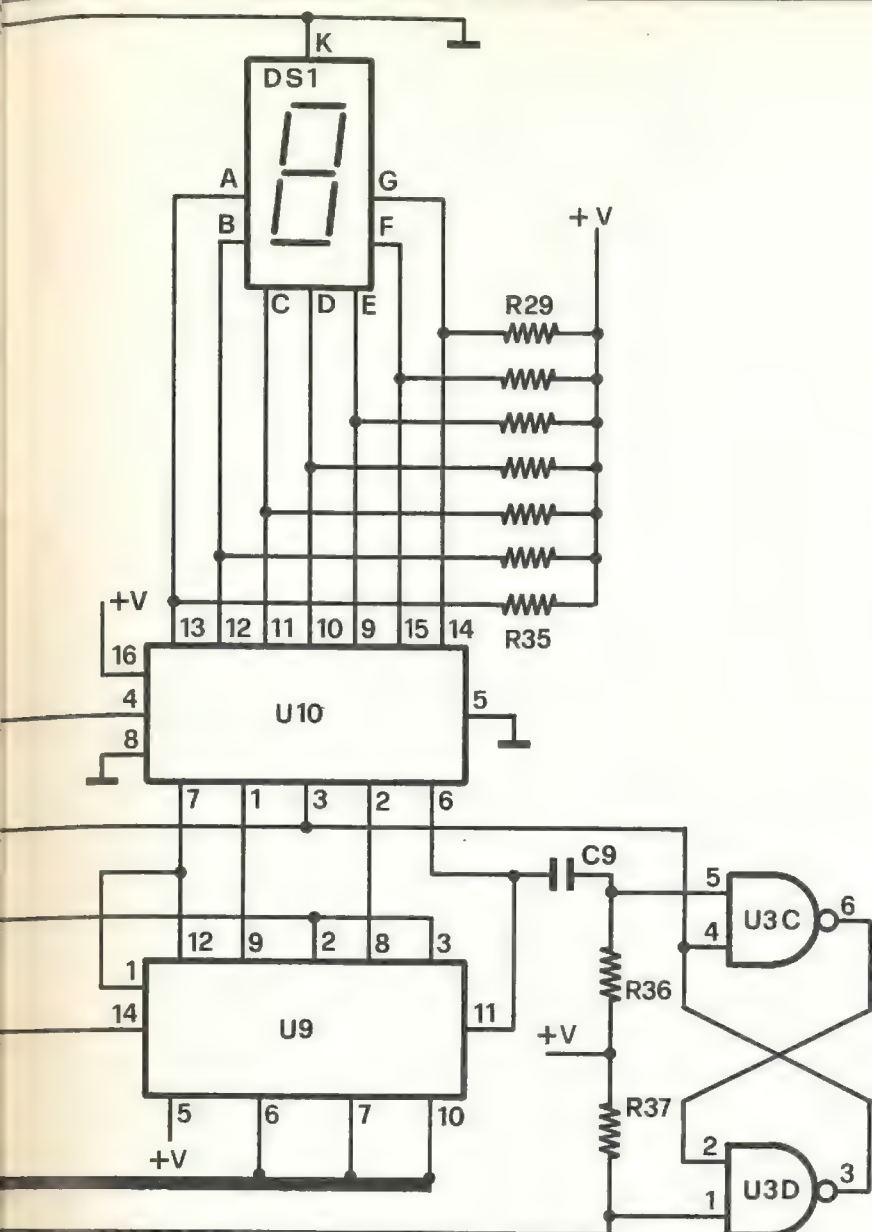 K
DS1
A G
B F
C D E
+V
R29
R35
+V
13 12 11 10 9 15 14
16
4 U10 5
8
7 1 3 2 6
C9
5
U3C 6
4
12 9 2 8 3
1
14 U9 11
R36
+V
R37
5 6 7 10
+V
2
U3D 3
1